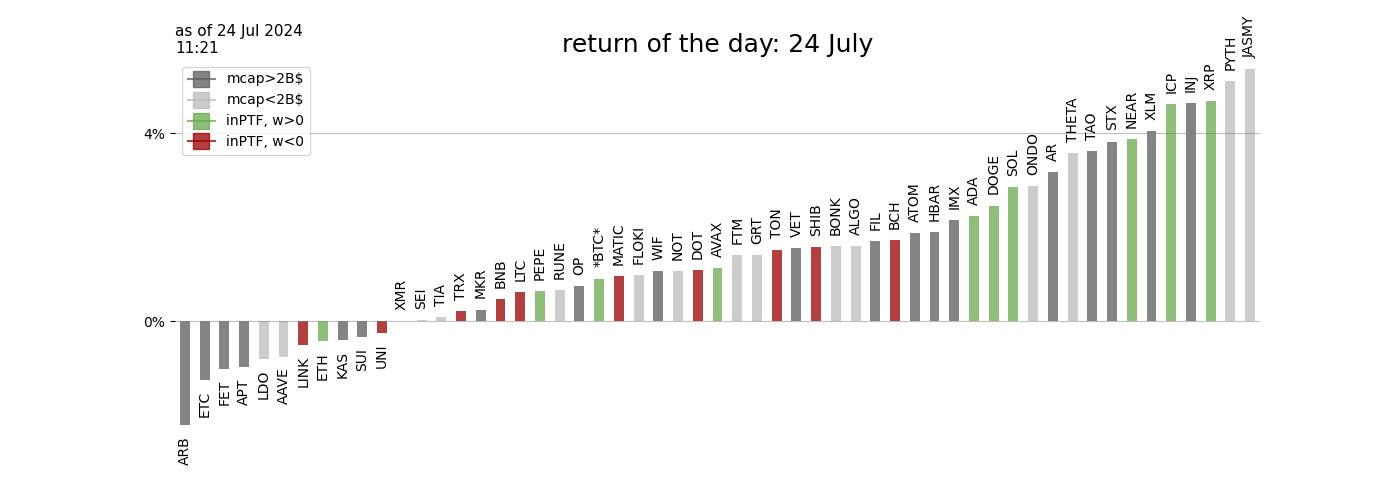 as of 24 Jul 2024
11:21
return of the day: 24 July
mcap>2B$
mcap<2B$
inPTF, w>0
inPTF, w<0
4%
0%
ARB
ETC
FET
APT
LDO
AAVE
LINK
ETH
KAS
SUI
UNI
XMR
SEI
TIA
TRX
MKR
BNB
LTC
PEPE
RUNE
OP
*BTC*
MATIC
FLOKI
WIF
NOT
DOT
AVAX
FTM
GRT
TON
VET
SHIB
BONK
ALGO
FIL
BCH
ATOM
HBAR
IMX
ADA
DOGE
SOL
ONDO
AR
THETA
TAO
STX
NEAR
XLM
ICP
INJ
XRP
PYTH
JASMY